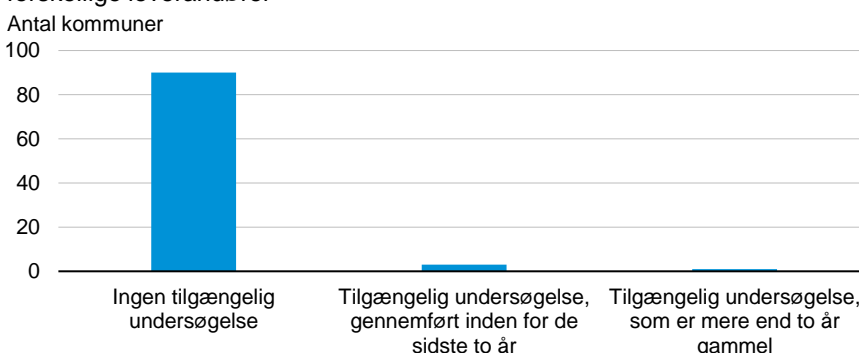 Antal kommuner
100
80
60
40
20
0
Ingen tilgængelig
undersøgelse
Tilgængelig undersøgelse,
gennemført inden for de
sidste to år
Tilgængelig undersøgelse,
som er mere end to år
gammel